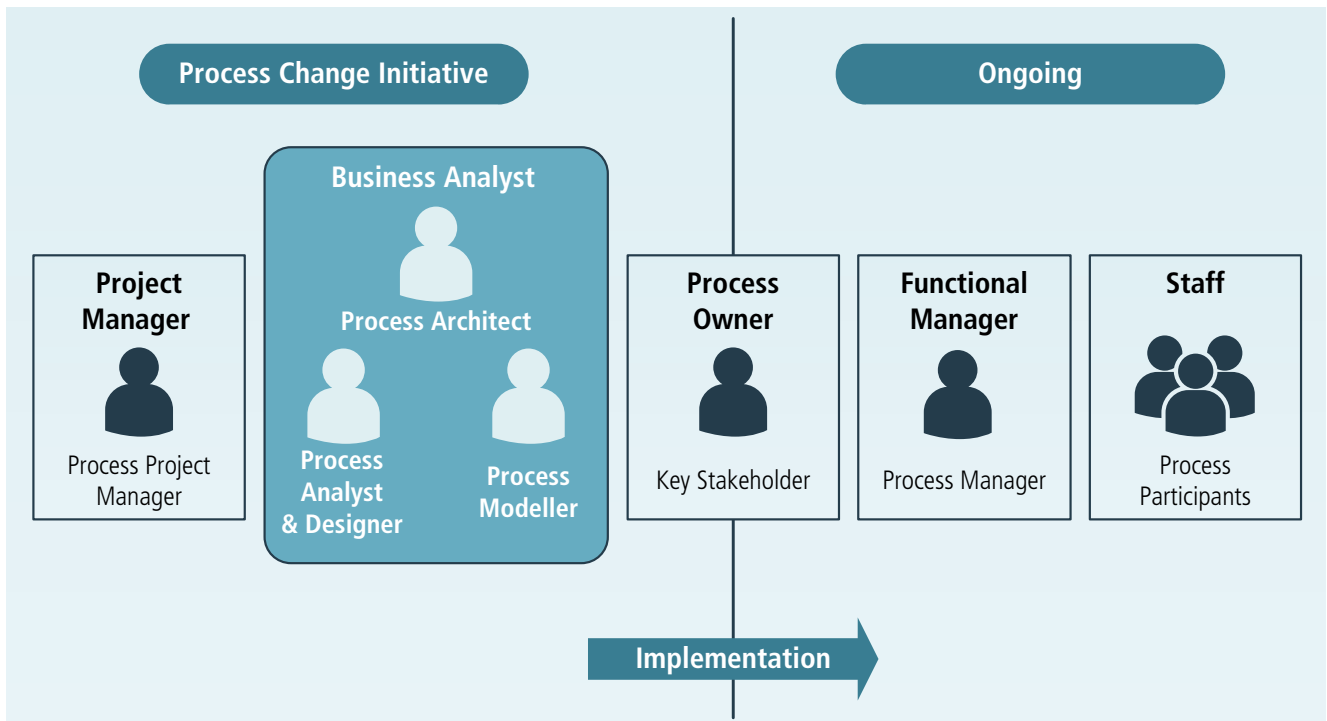 Process Change Initiative
Ongoing
Project
Manager
Process Project
Manager
Business Analyst
Process Architect
Process
Analyst
& Designer
Process
Modeller
Process
Owner
Key Stakeholder
Functional
Manager
Process Manager
Staff
Process
Participants
Implementation